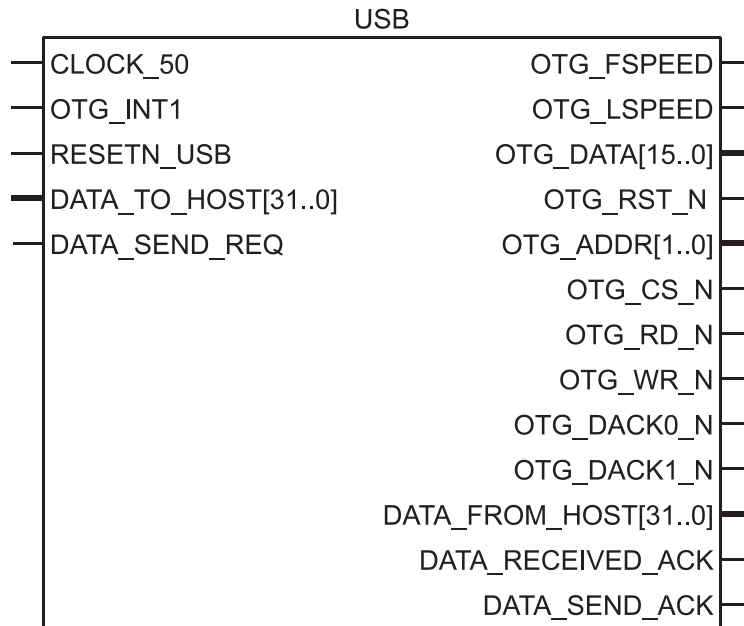 USB
CLOCK_50
OTG_INT1
RESETN_USB
DATA_TO_HOST[31..0]
DATA_SEND_REQ
OTG_FSPEED
OTG_LSPEED
OTG_DATA[15..0]
OTG_RST_N
OTG_ADDR[1..0]
OTG_CS_N
OTG_RD_N
OTG_WR_N
OTG_DACK0_N
OTG_DACK1_N
DATA_FROM_HOST[31..0]
DATA_RECEIVED_ACK
DATA_SEND_ACK